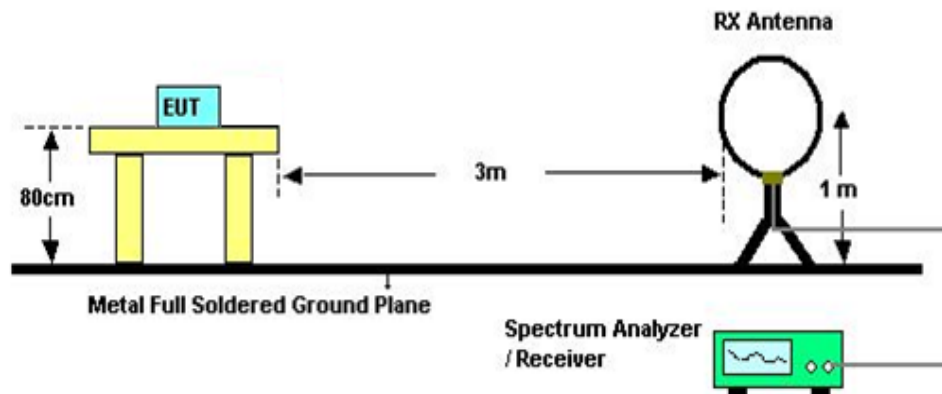 RX Antenna
EUT
3m
80cm
1 m
Metal Full Soldered Ground Plane
Spectrum Analyzer
/ Receiver